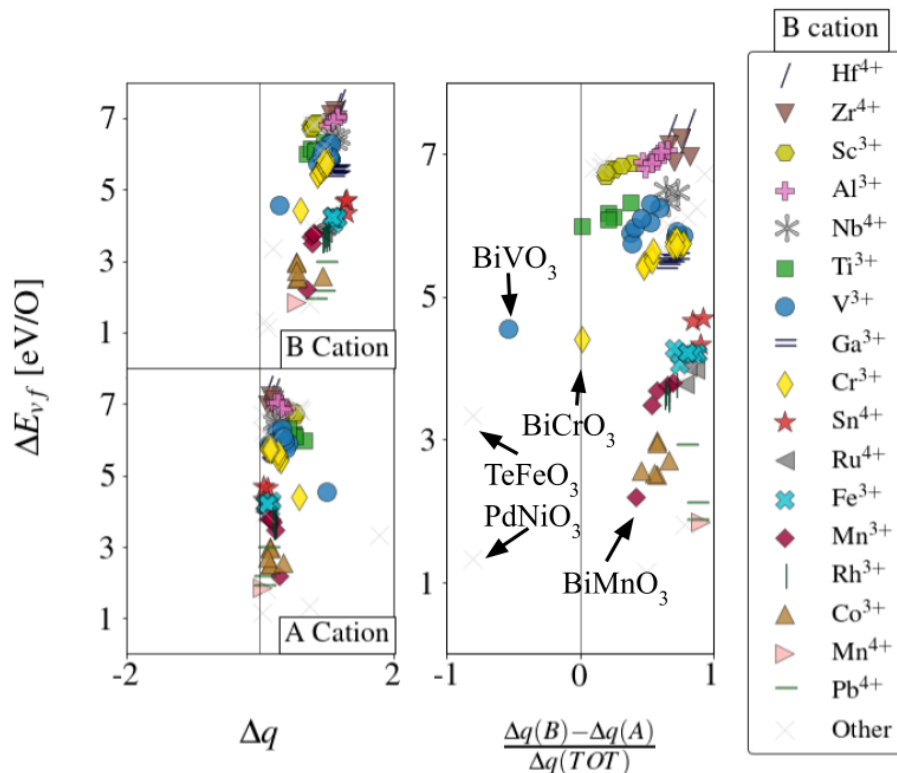 B cation
Hf⁴⁺
Zr⁴⁺
Sc³⁺
Al³⁺
Nb⁴⁺
Ti³⁺
V³⁺
Ga³⁺
Cr³⁺
Sn⁴⁺
Ru⁴⁺
Fe³⁺
Mn³⁺
Rh³⁺
Co³⁺
Mn⁴⁺
Pb⁴⁺
Other
ΔE_vf [eV/O]
7
5
3
1
B Cation
7
5
3
1
A Cation
-2
2
Δq
7
5
3
1
BiVO₃
BiCrO₃
TeFeO₃
PdNiO₃
BiMnO₃
-1
0
1
Δq(B)−Δq(A)
Δq(TOT)